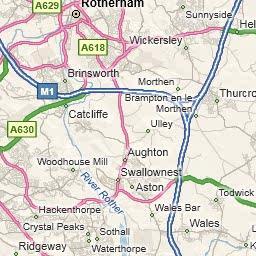 A629
Rotherham
Sunnyside
A618
Wickersley
Hel
Brinsworth
Morthen
M1
Brampton en le
Morthen
Thurcro
Catcliffe
A630
Ulley
Aughton
Woodhouse Mill
Swallownest
River Rother
Aston
Todwick
Hackenthorpe
Wales Bar
Crystal Peaks
Sothall
Wales
Ridgeway
Waterthorpe